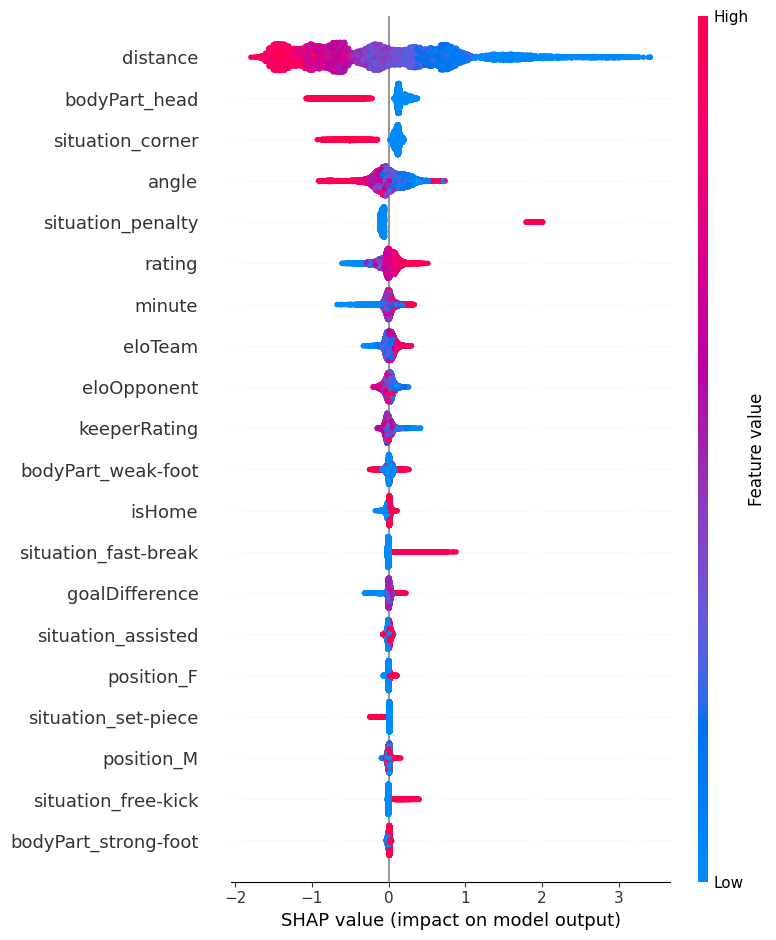 High
distance
bodyPart_head
situation_corner
angle
situation_penalty
rating
minute
eloTeam
eloOpponent
keeperRating
bodyPart_weak-foot
isHome
situation_fast-break
goalDifference
situation_assisted
position_F
situation_set-piece
position_M
situation_free-kick
bodyPart_strong-foot
Feature value
Low
−2 −1 0 1 2 3
SHAP value (impact on model output)